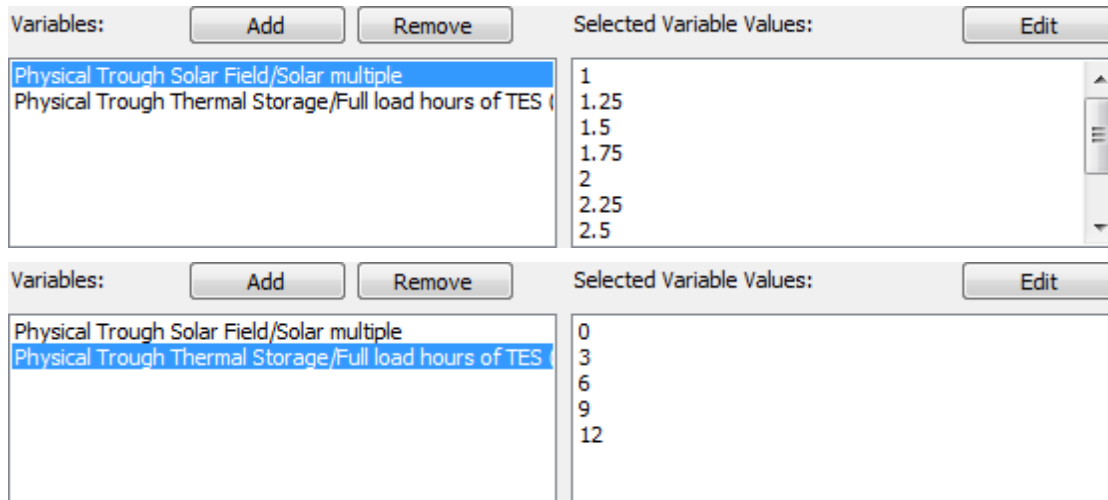 Variables: Add Remove Selected Variable Values: Edit
Physical Trough Solar Field/Solar multiple
Physical Trough Thermal Storage/Full load hours of TES (
1
1.25
1.5
1.75
2
2.25
2.5
Variables: Add Remove Selected Variable Values: Edit
Physical Trough Solar Field/Solar multiple
Physical Trough Thermal Storage/Full load hours of TES (
0
3
6
9
12